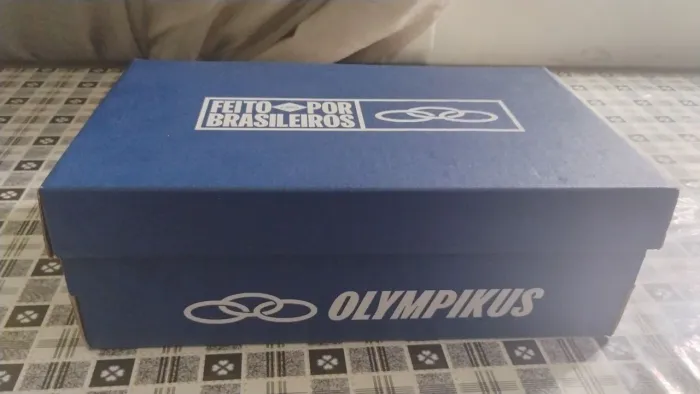 FEITO POR
BRASILEIROS
OLYMPIKUS